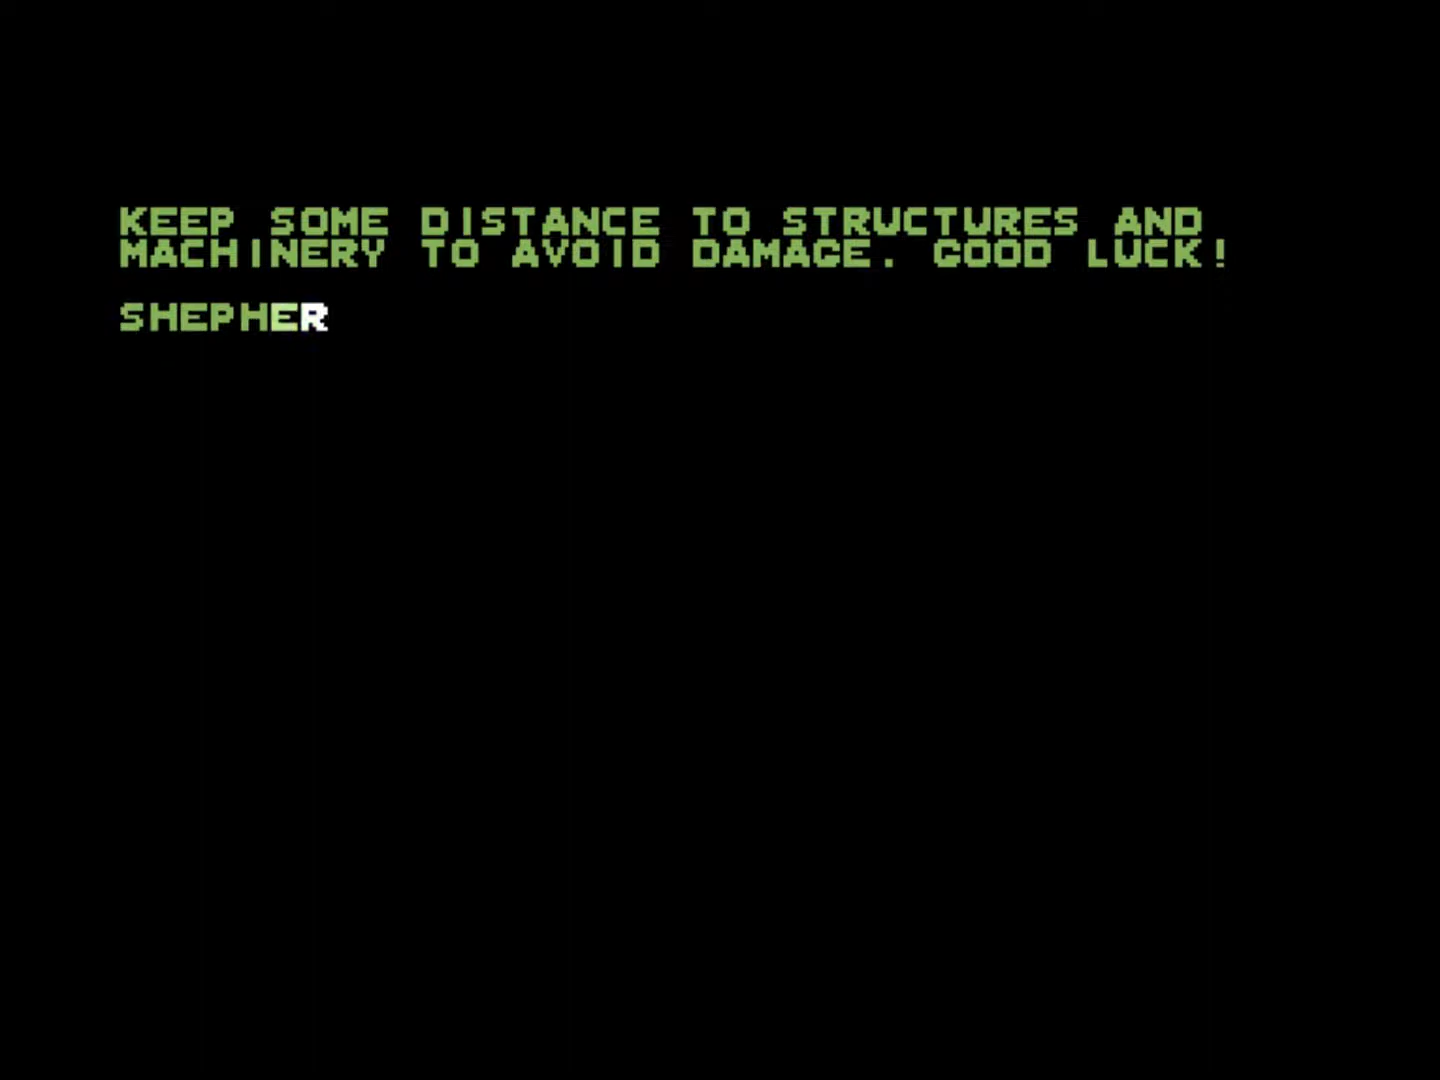 KEEP SOME DISTANCE TO STRUCTURES AND
MACHINERY TO AVOID DAMAGE. GOOD LUCK!
SHEPHER